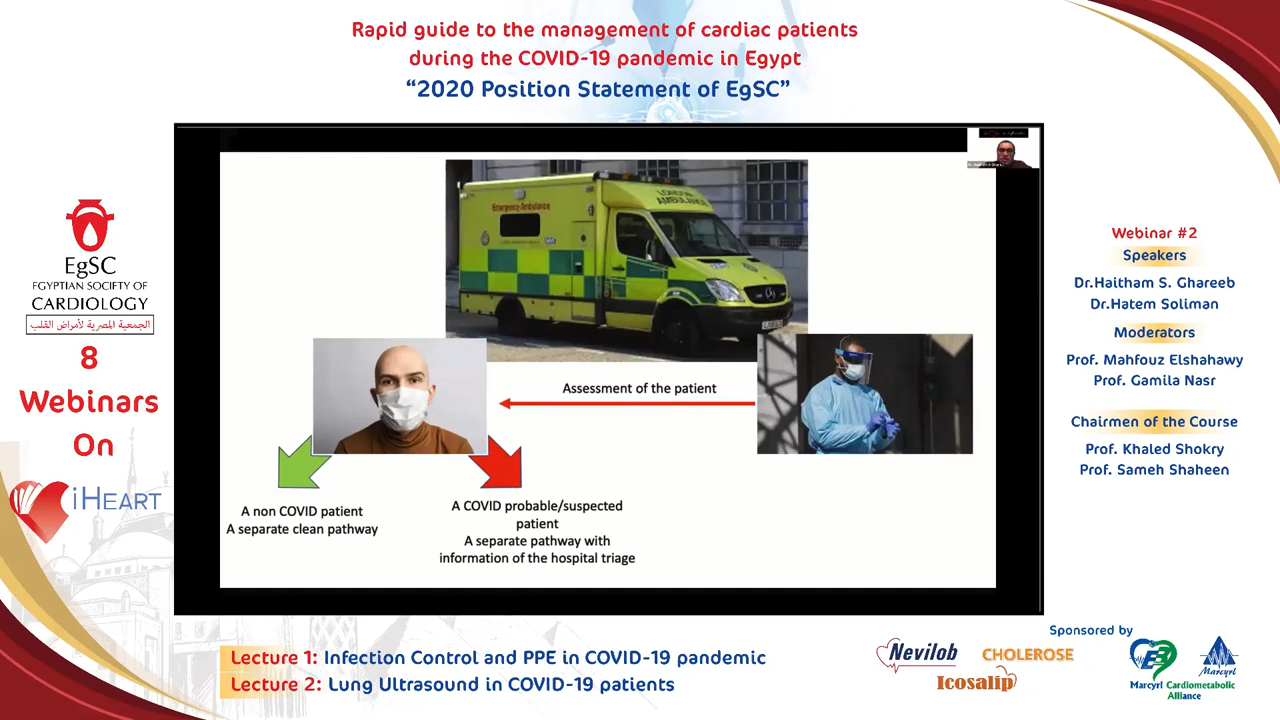 Rapid guide to the management of cardiac patients
during the COVID-19 pandemic in Egypt
“2020 Position Statement of EgSC”
EgSC
EGYPTIAN SOCIETY OF
CARDIOLOGY
الجمعية المصرية لأمراض القلب
8
Webinars
On
iHEART
Emergency Ambulance
LONDON
AMBULANCE
NHS
Assessment of the patient
A non COVID patient
A separate clean pathway
A COVID probable/suspected
patient
A separate pathway with
information of the hospital triage
Webinar #2
Speakers
Dr.Haitham S. Ghareeb
Dr.Hatem Soliman
Moderators
Prof. Mahfouz Elshahawy
Prof. Gamila Nasr
Chairmen of the Course
Prof. Khaled Shokry
Prof. Sameh Shaheen
Lecture 1: Infection Control and PPE in COVID-19 pandemic
Lecture 2: Lung Ultrasound in COVID-19 patients
Sponsored by
Nevilob
CHOLEROSE
Icosalip
Marcyrl Cardiometabolic
Alliance
Marcyrl